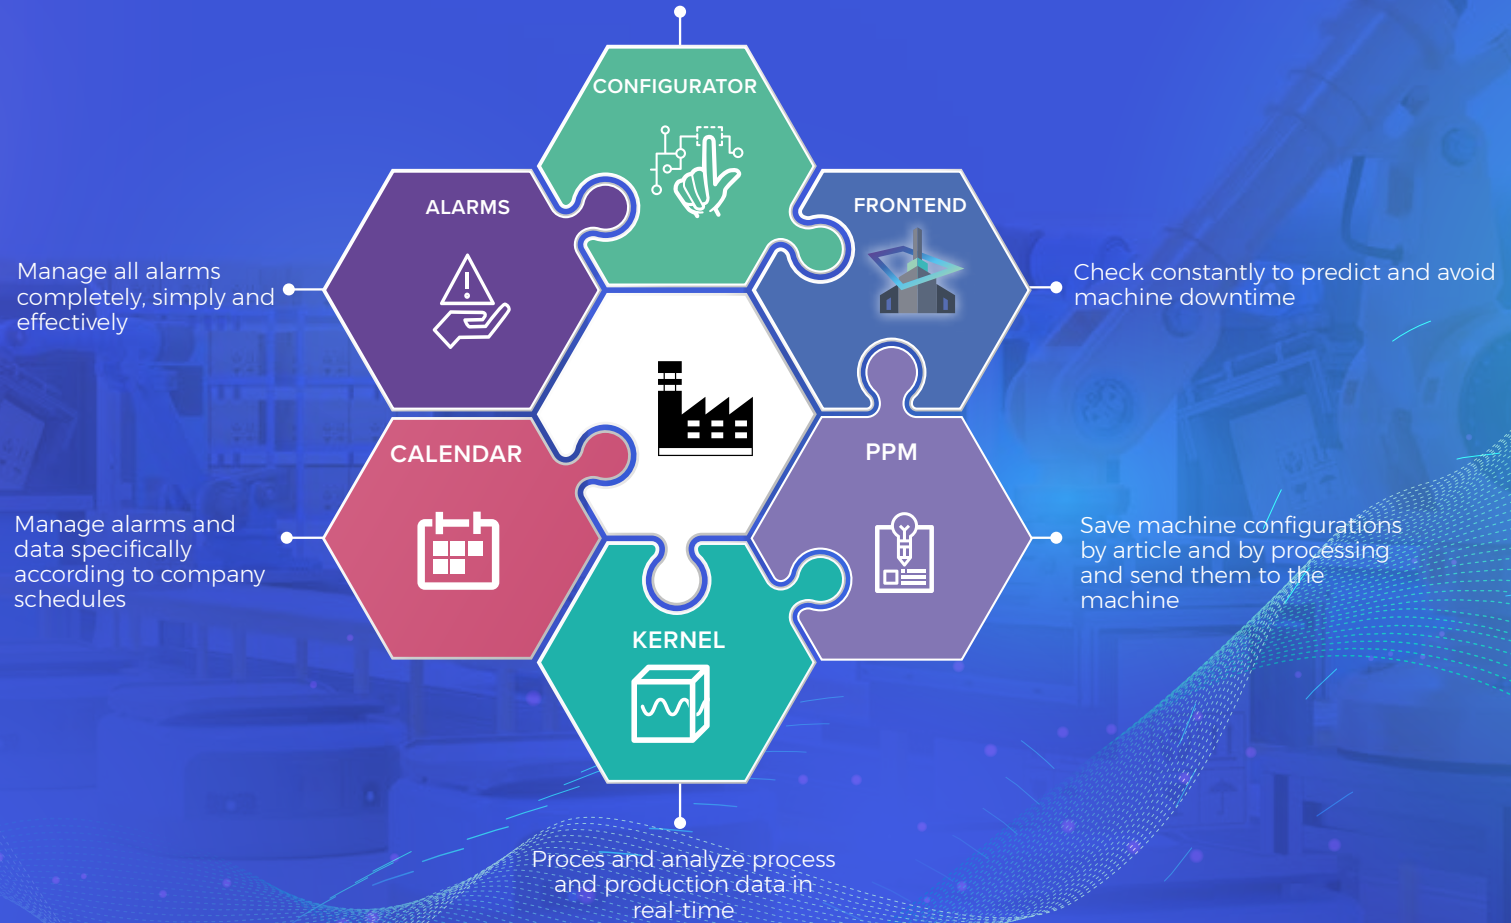 CONFIGURATOR
ALARMS
FRONTEND
Manage all alarms
completely, simply and
effectively
Check constantly to predict and avoid
machine downtime
CALENDAR
PPM
Manage alarms and
data specifically
according to company
schedules
Save machine configurations
by article and by processing
and send them to the
machine
KERNEL
Proces and analyze process
and production data in
real-time